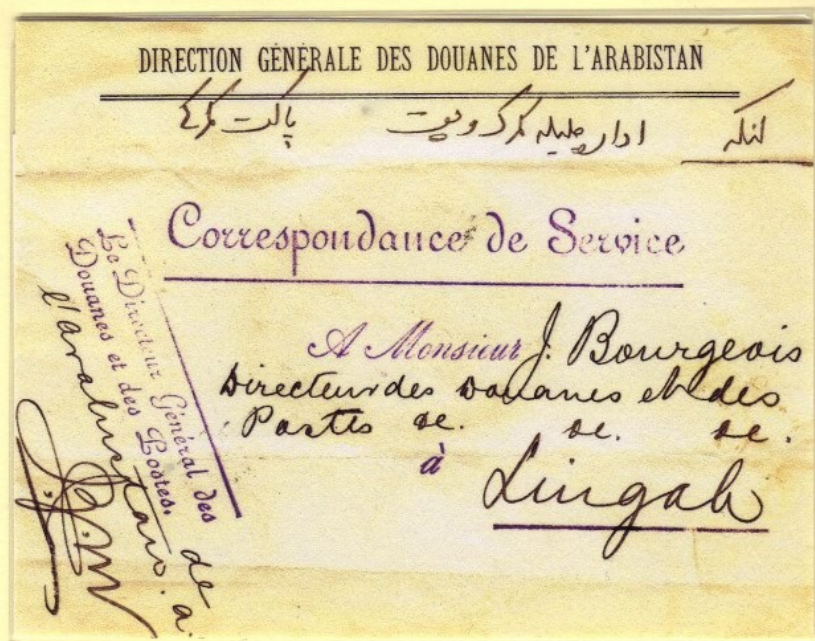 DIRECTION GÉNÉRALE DES DOUANES DE L'ARABISTAN
لنگه اداره جلیله گمرک و پست پاکت
Correspondance de Service
A Monsieur J. Bourgeois
Directeur des Douanes et des
Postes &c. &c. &c.
à Lingah
Le Directeur Général des
Douanes et des Postes.
de
l'Arabistan. a.